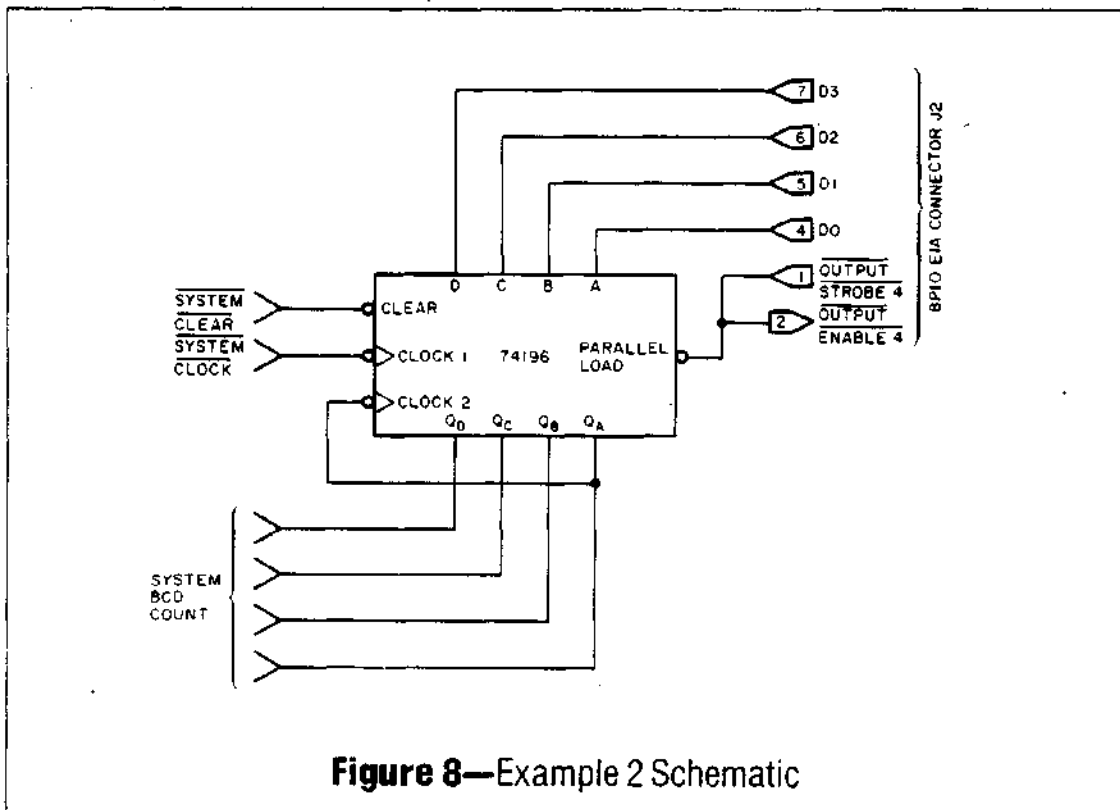 7 D3
6 D2
5 D1
4 D0
1 OUTPUT
STROBE 4
2 OUTPUT
ENABLE 4
BPIO EIA CONNECTOR J2
D C B A
SYSTEM
CLEAR
CLEAR
SYSTEM
CLOCK
CLOCK 1
74196
PARALLEL
LOAD
CLOCK 2
QD QC QB QA
SYSTEM
BCD
COUNT
Figure 8—Example 2 Schematic